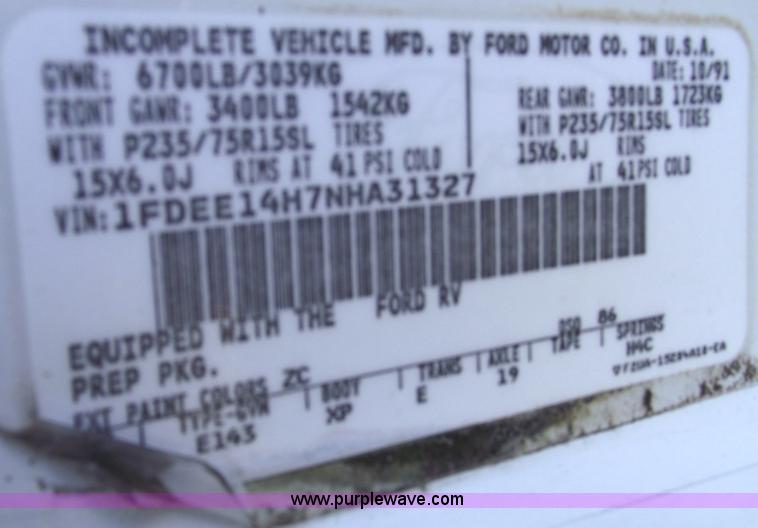 INCOMPLETE VEHICLE MFD. BY FORD MOTOR CO. IN U.S.A.
GVWR: 6700LB/3039KG DATE: 10/91
FRONT GAWR: 3400LB 1542KG REAR GAWR: 3800LB 1723KG
WITH P235/75R15SL TIRES WITH P235/75R15SL TIRES
15X6.0J RIMS AT 41 PSI COLD 15X6.0J RIMS
AT 41 PSI COLD
VIN: 1FDEE14H7NHA31327
EQUIPPED WITH THE FORD RV
PREP PKG. DSO 86
EXT PAINT COLORS ZC
TYPE-GVW BODY TRANS AXLE TAPE SPRINGS
E143 XP E 19 H4C
www.purplewave.com